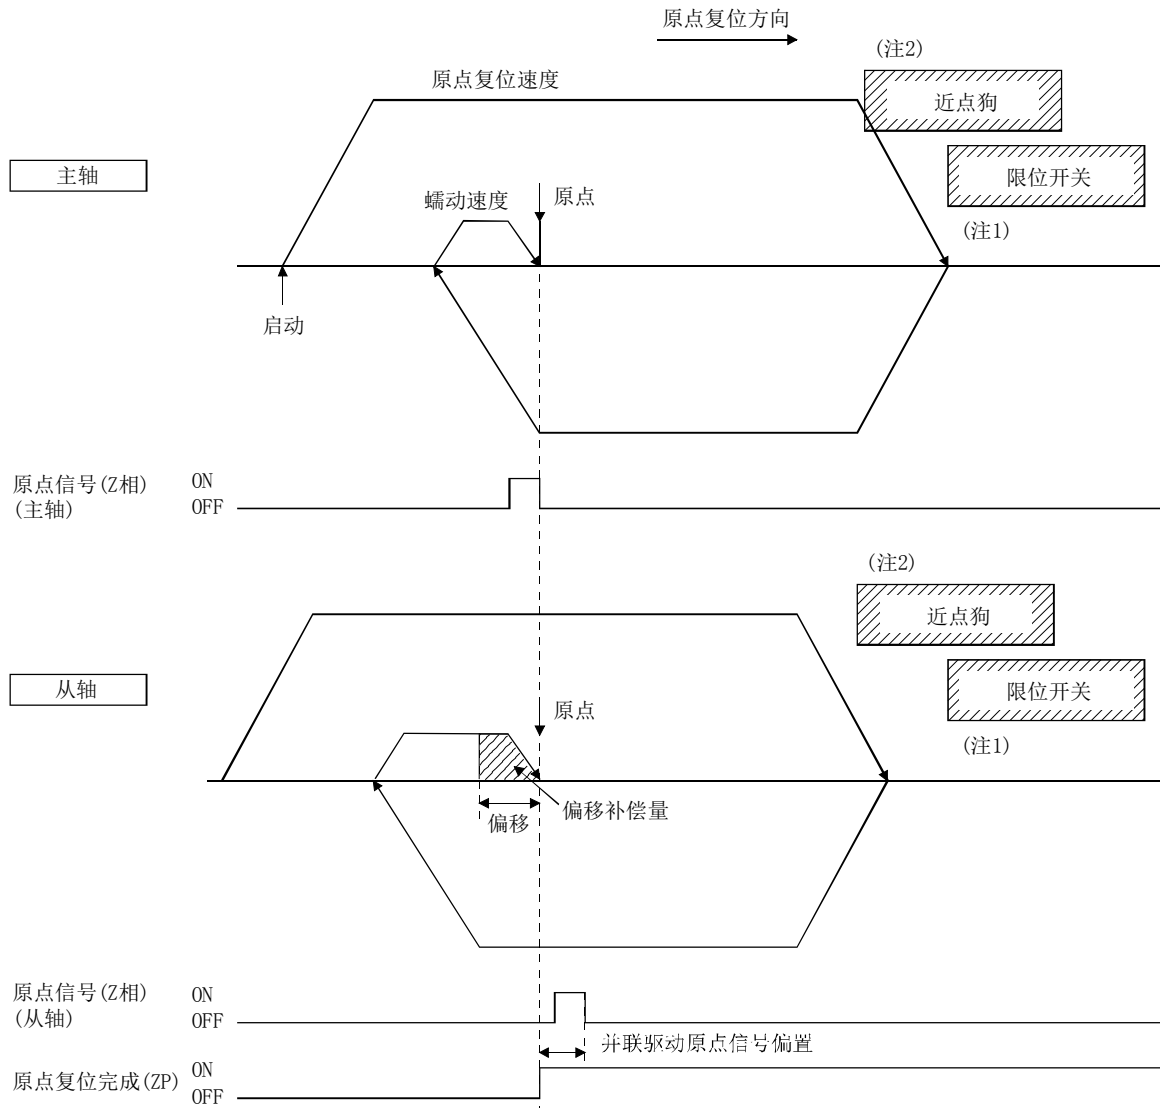 原点复位方向
(注2)
原点复位速度
近点狗
主轴
限位开关
蠕动速度
原点
(注1)
启动
原点信号(Z相)
(主轴)
ON
OFF
(注2)
近点狗
从轴
限位开关
原点
(注1)
偏移
偏移补偿量
原点信号(Z相)
(从轴)
ON
OFF
并联驱动原点信号偏置
原点复位完成(ZP)
ON
OFF